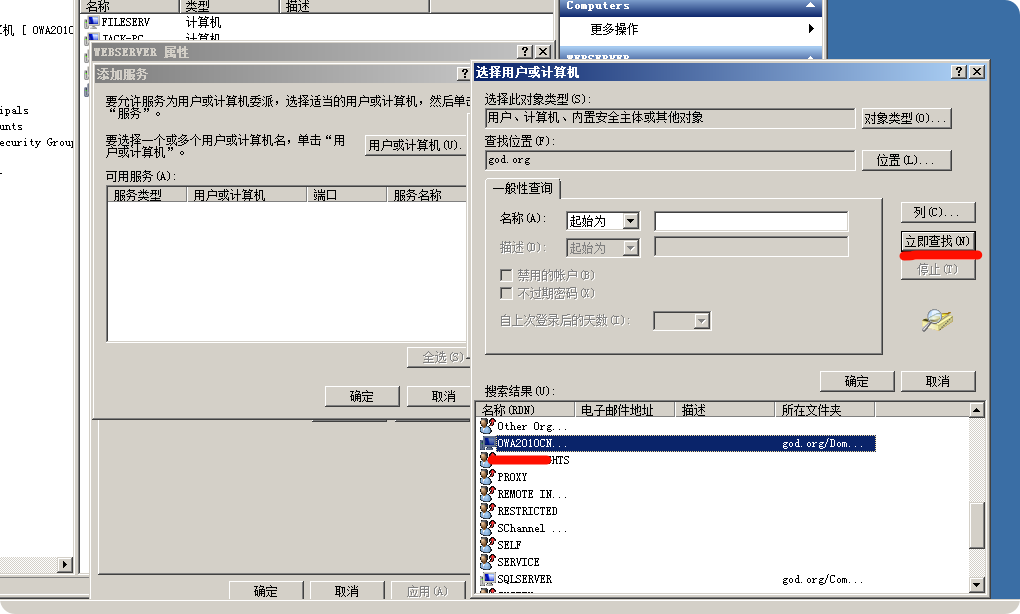 名称
类型
描述
FILESERV
计算机
JACK-PC
计算机
机 [ OWA2010
ipals
unts
ecurity Group
Computers
更多操作
WEBSERVER
WEBSERVER 属性
添加服务
要允许服务为用户或计算机委派，选择适当的用户或计算机，然后单击
“服务”。
要选择一个或多个用户或计算机名，单击“用
户或计算机”。
用户或计算机(U)...
可用服务(A):
服务类型
用户或计算机
端口
服务名称
全选(S)
确定
取消
确定
取消
应用(A)
选择用户或计算机
选择此对象类型(S):
用户、计算机、内置安全主体或其他对象
对象类型(O)...
查找位置(F):
god.org
位置(L)...
一般性查询
名称(A):
起始为
描述(D):
起始为
禁用的帐户(B)
不过期密码(X)
自上次登录后的天数(I):
列(C)...
立即查找(N)
停止(T)
确定
取消
搜索结果(U):
名称(RDN)
电子邮件地址
描述
所在文件夹
Other Org...
OWA2010CN...
god.org/Dom...
HTS
PROXY
REMOTE IN...
RESTRICTED
SChannel ...
SELF
SERVICE
SQLSERVER
god.org/Com...